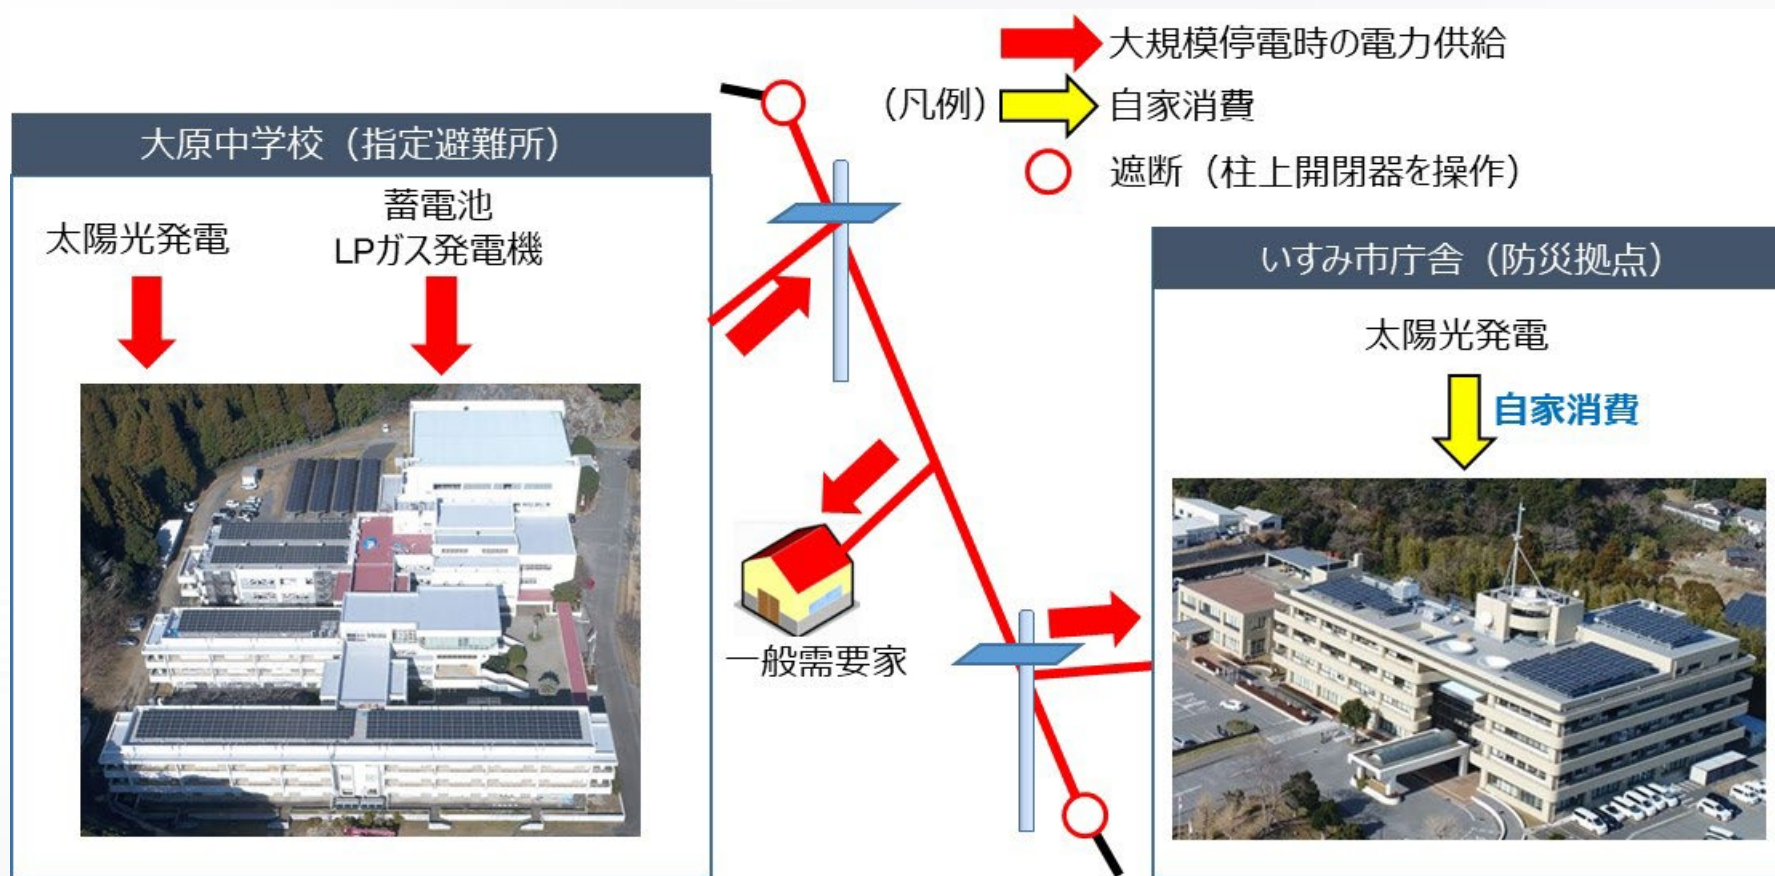 大規模停電時の電力供給
(凡例)
自家消費
遮断(柱上開閉器を操作)
大原中学校(指定避難所)
太陽光発電
蓄電池
LPガス発電機
一般需要家
いすみ市庁舎(防災拠点)
太陽光発電
自家消費